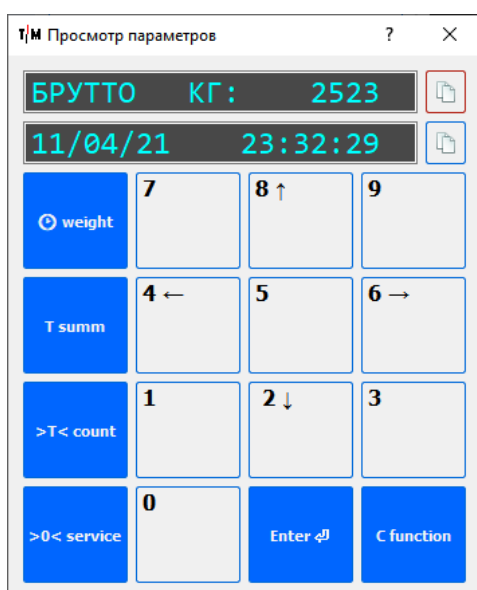 T|M Просмотр параметров ? ×
БРУТТО КГ: 2523
11/04/21 23:32:29
weight 7 8 ↑ 9
T summ 4 ← 5 6 →
>T< count 1 2 ↓ 3
>0< service 0 Enter C function